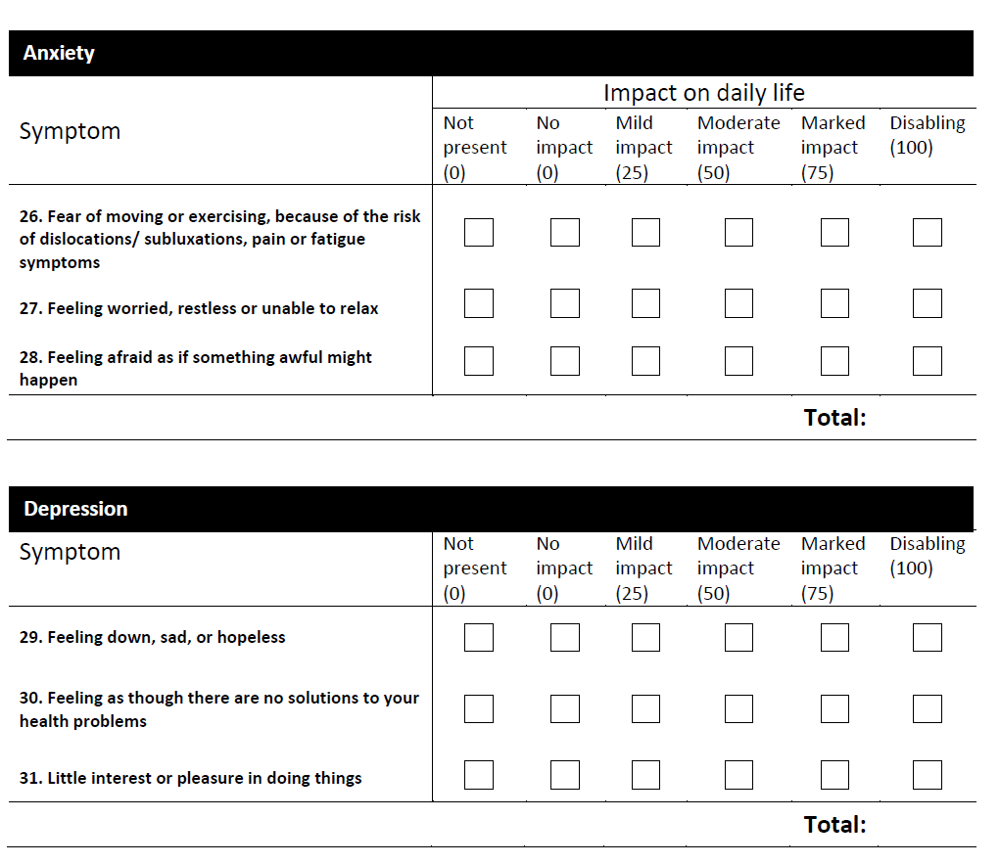 Anxiety
Impact on daily life
Symptom
Not present (0) No impact (0) Mild impact (25) Moderate impact (50) Marked impact (75) Disabling (100)
26. Fear of moving or exercising, because of the risk
of dislocations/ subluxations, pain or fatigue
symptoms
27. Feeling worried, restless or unable to relax
28. Feeling afraid as if something awful might
happen
Total:
Depression
Symptom
Not present (0) No impact (0) Mild impact (25) Moderate impact (50) Marked impact (75) Disabling (100)
29. Feeling down, sad, or hopeless
30. Feeling as though there are no solutions to your
health problems
31. Little interest or pleasure in doing things
Total: